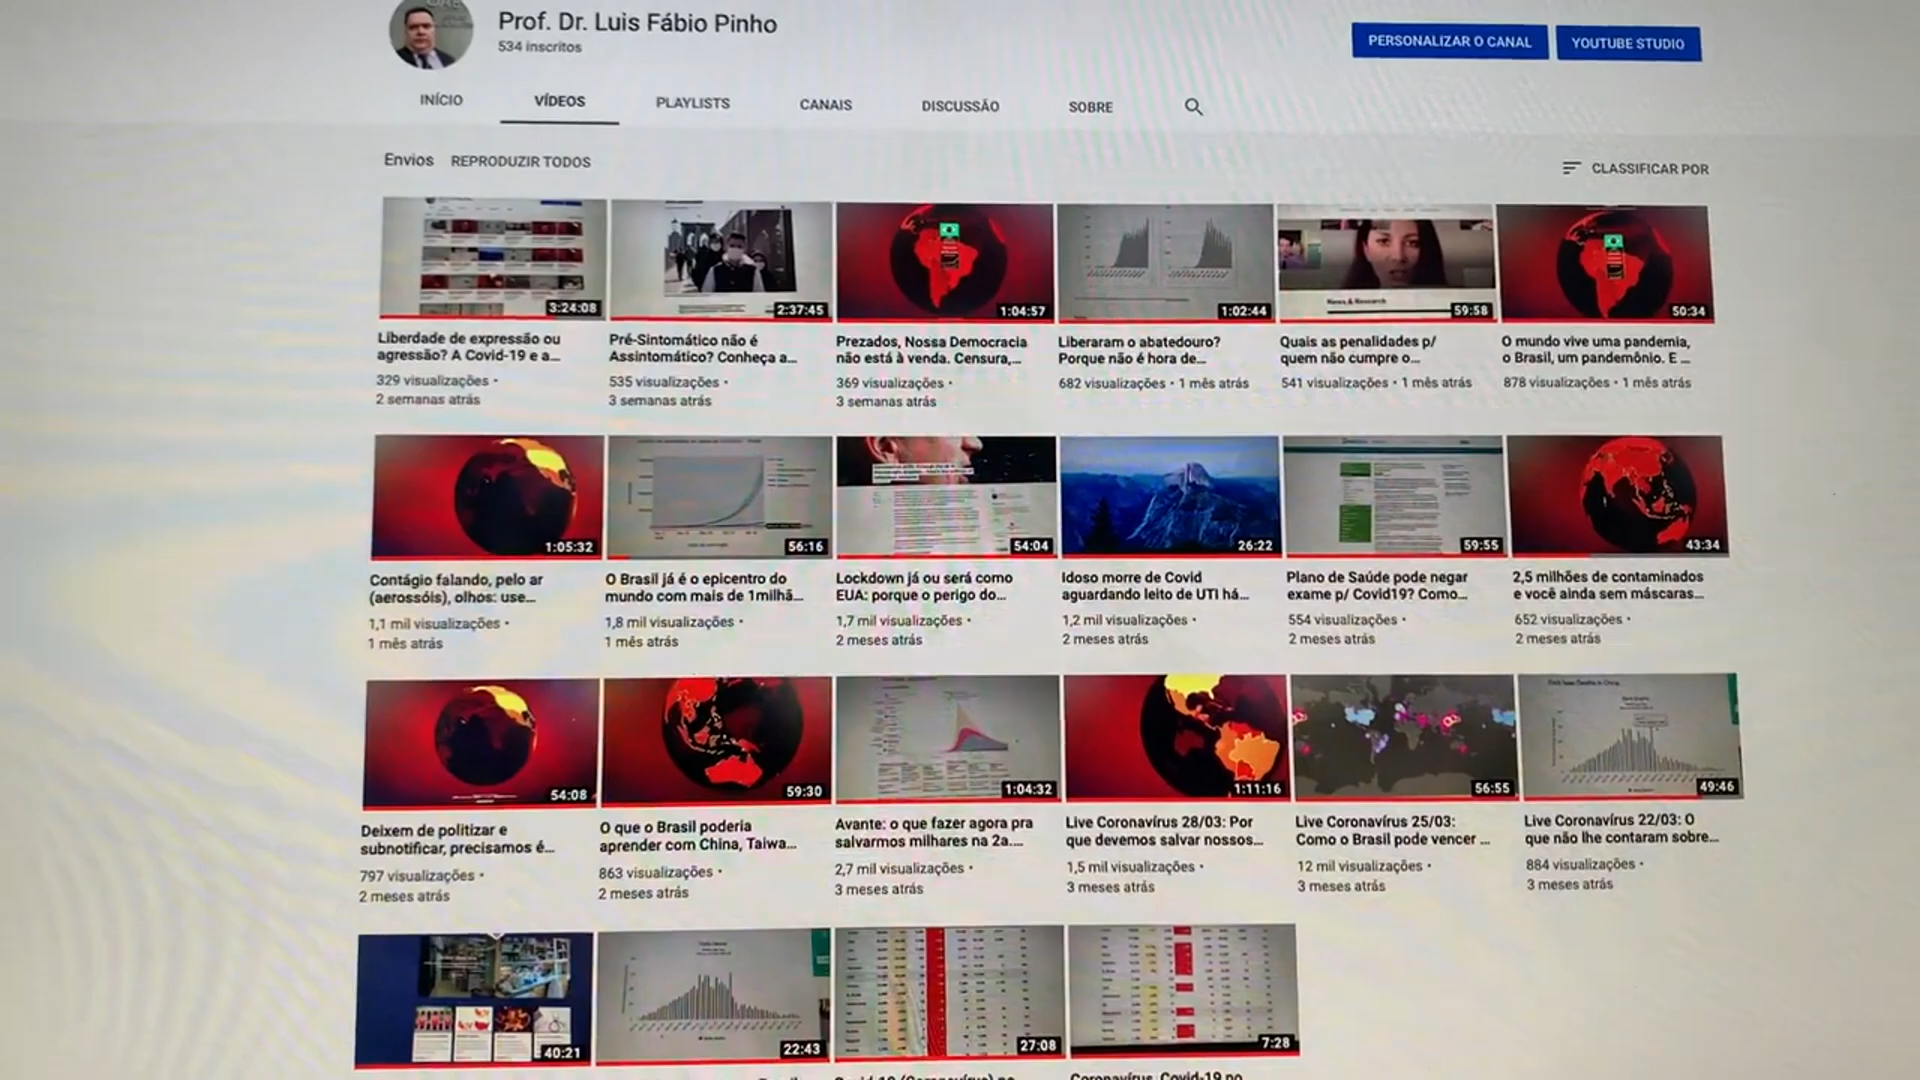 Prof. Dr. Luis Fábio Pinho
534 inscritos
PERSONALIZAR O CANAL
YOUTUBE STUDIO
INÍCIO
VÍDEOS
PLAYLISTS
CANAIS
DISCUSSÃO
SOBRE
Envios
REPRODUZIR TODOS
CLASSIFICAR POR
3:24:08
2:37:45
1:04:57
1:02:44
News & Research
59:58
50:34
Liberdade de expressão ou
agressão? A Covid-19 e a...
329 visualizações •
2 semanas atrás
Pré-Sintomático não é
Assintomático? Conheça a...
535 visualizações •
3 semanas atrás
Prezados, Nossa Democracia
não está à venda. Censura,...
369 visualizações •
3 semanas atrás
Liberaram o abatedouro?
Porque não é hora de...
682 visualizações • 1 mês atrás
Quais as penalidades p/
quem não cumpre o...
541 visualizações • 1 mês atrás
O mundo vive uma pandemia,
o Brasil, um pandemônio. E ...
878 visualizações • 1 mês atrás
1:05:32
56:16
54:04
26:22
59:55
43:34
Contágio falando, pelo ar
(aerossóis), olhos: use...
1,1 mil visualizações •
1 mês atrás
O Brasil já é o epicentro do
mundo com mais de 1milhã...
1,8 mil visualizações •
1 mês atrás
Lockdown já ou será como
EUA: porque o perigo do...
1,7 mil visualizações •
2 meses atrás
Idoso morre de Covid
aguardando leito de UTI há...
1,2 mil visualizações •
2 meses atrás
Plano de Saúde pode negar
exame p/ Covid19? Como...
554 visualizações •
2 meses atrás
2,5 milhões de contaminados
e você ainda sem máscaras...
652 visualizações •
2 meses atrás
54:08
59:30
1:04:32
1:11:16
56:55
49:46
Deixem de politizar e
subnotificar, precisamos é...
797 visualizações •
2 meses atrás
O que o Brasil poderia
aprender com China, Taiwa...
863 visualizações •
2 meses atrás
Avante: o que fazer agora pra
salvarmos milhares na 2a....
2,7 mil visualizações •
3 meses atrás
Live Coronavírus 28/03: Por
que devemos salvar nossos...
1,5 mil visualizações •
3 meses atrás
Live Coronavírus 25/03:
Como o Brasil pode vencer ...
12 mil visualizações •
3 meses atrás
Live Coronavírus 22/03: O
que não lhe contaram sobre...
884 visualizações •
3 meses atrás
40:21
22:43
27:08
7:28
Covid-19 (Coronavírus) no
Coronavírus, Covid-19 no